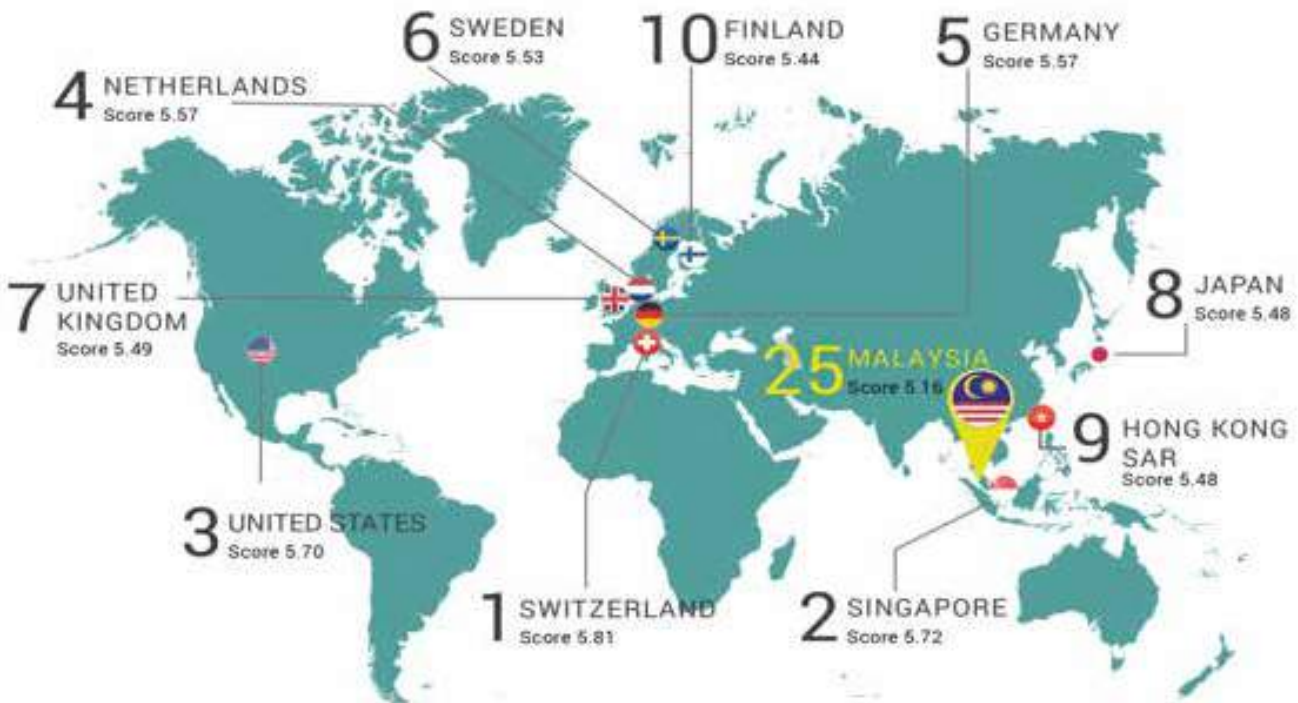 6 SWEDEN
Score 5.53
10 FINLAND
Score 5.44
5 GERMANY
Score 5.57
4 NETHERLANDS
Score 5.57
7 UNITED
KINGDOM
Score 5.49
8 JAPAN
Score 5.48
25 MALAYSIA
Score 5.16
9 HONG KONG
SAR
Score 5.48
3 UNITED STATES
Score 5.70
1 SWITZERLAND
Score 5.81
2 SINGAPORE
Score 5.72